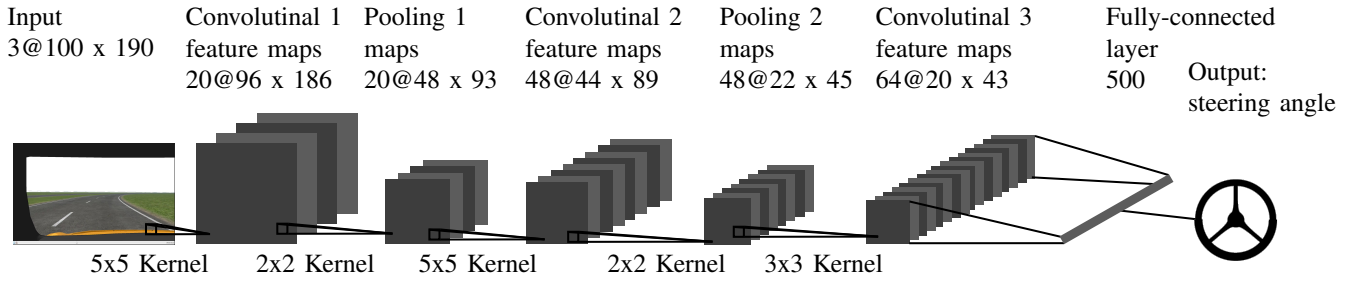 Input
3@100 x 190
Convolutinal 1
feature maps
20@96 x 186
Pooling 1
maps
20@48 x 93
Convolutinal 2
feature maps
48@44 x 89
Pooling 2
maps
48@22 x 45
Convolutinal 3
feature maps
64@20 x 43
Fully-connected
layer
500
Output:
steering angle
5x5 Kernel
2x2 Kernel
5x5 Kernel
2x2 Kernel
3x3 Kernel